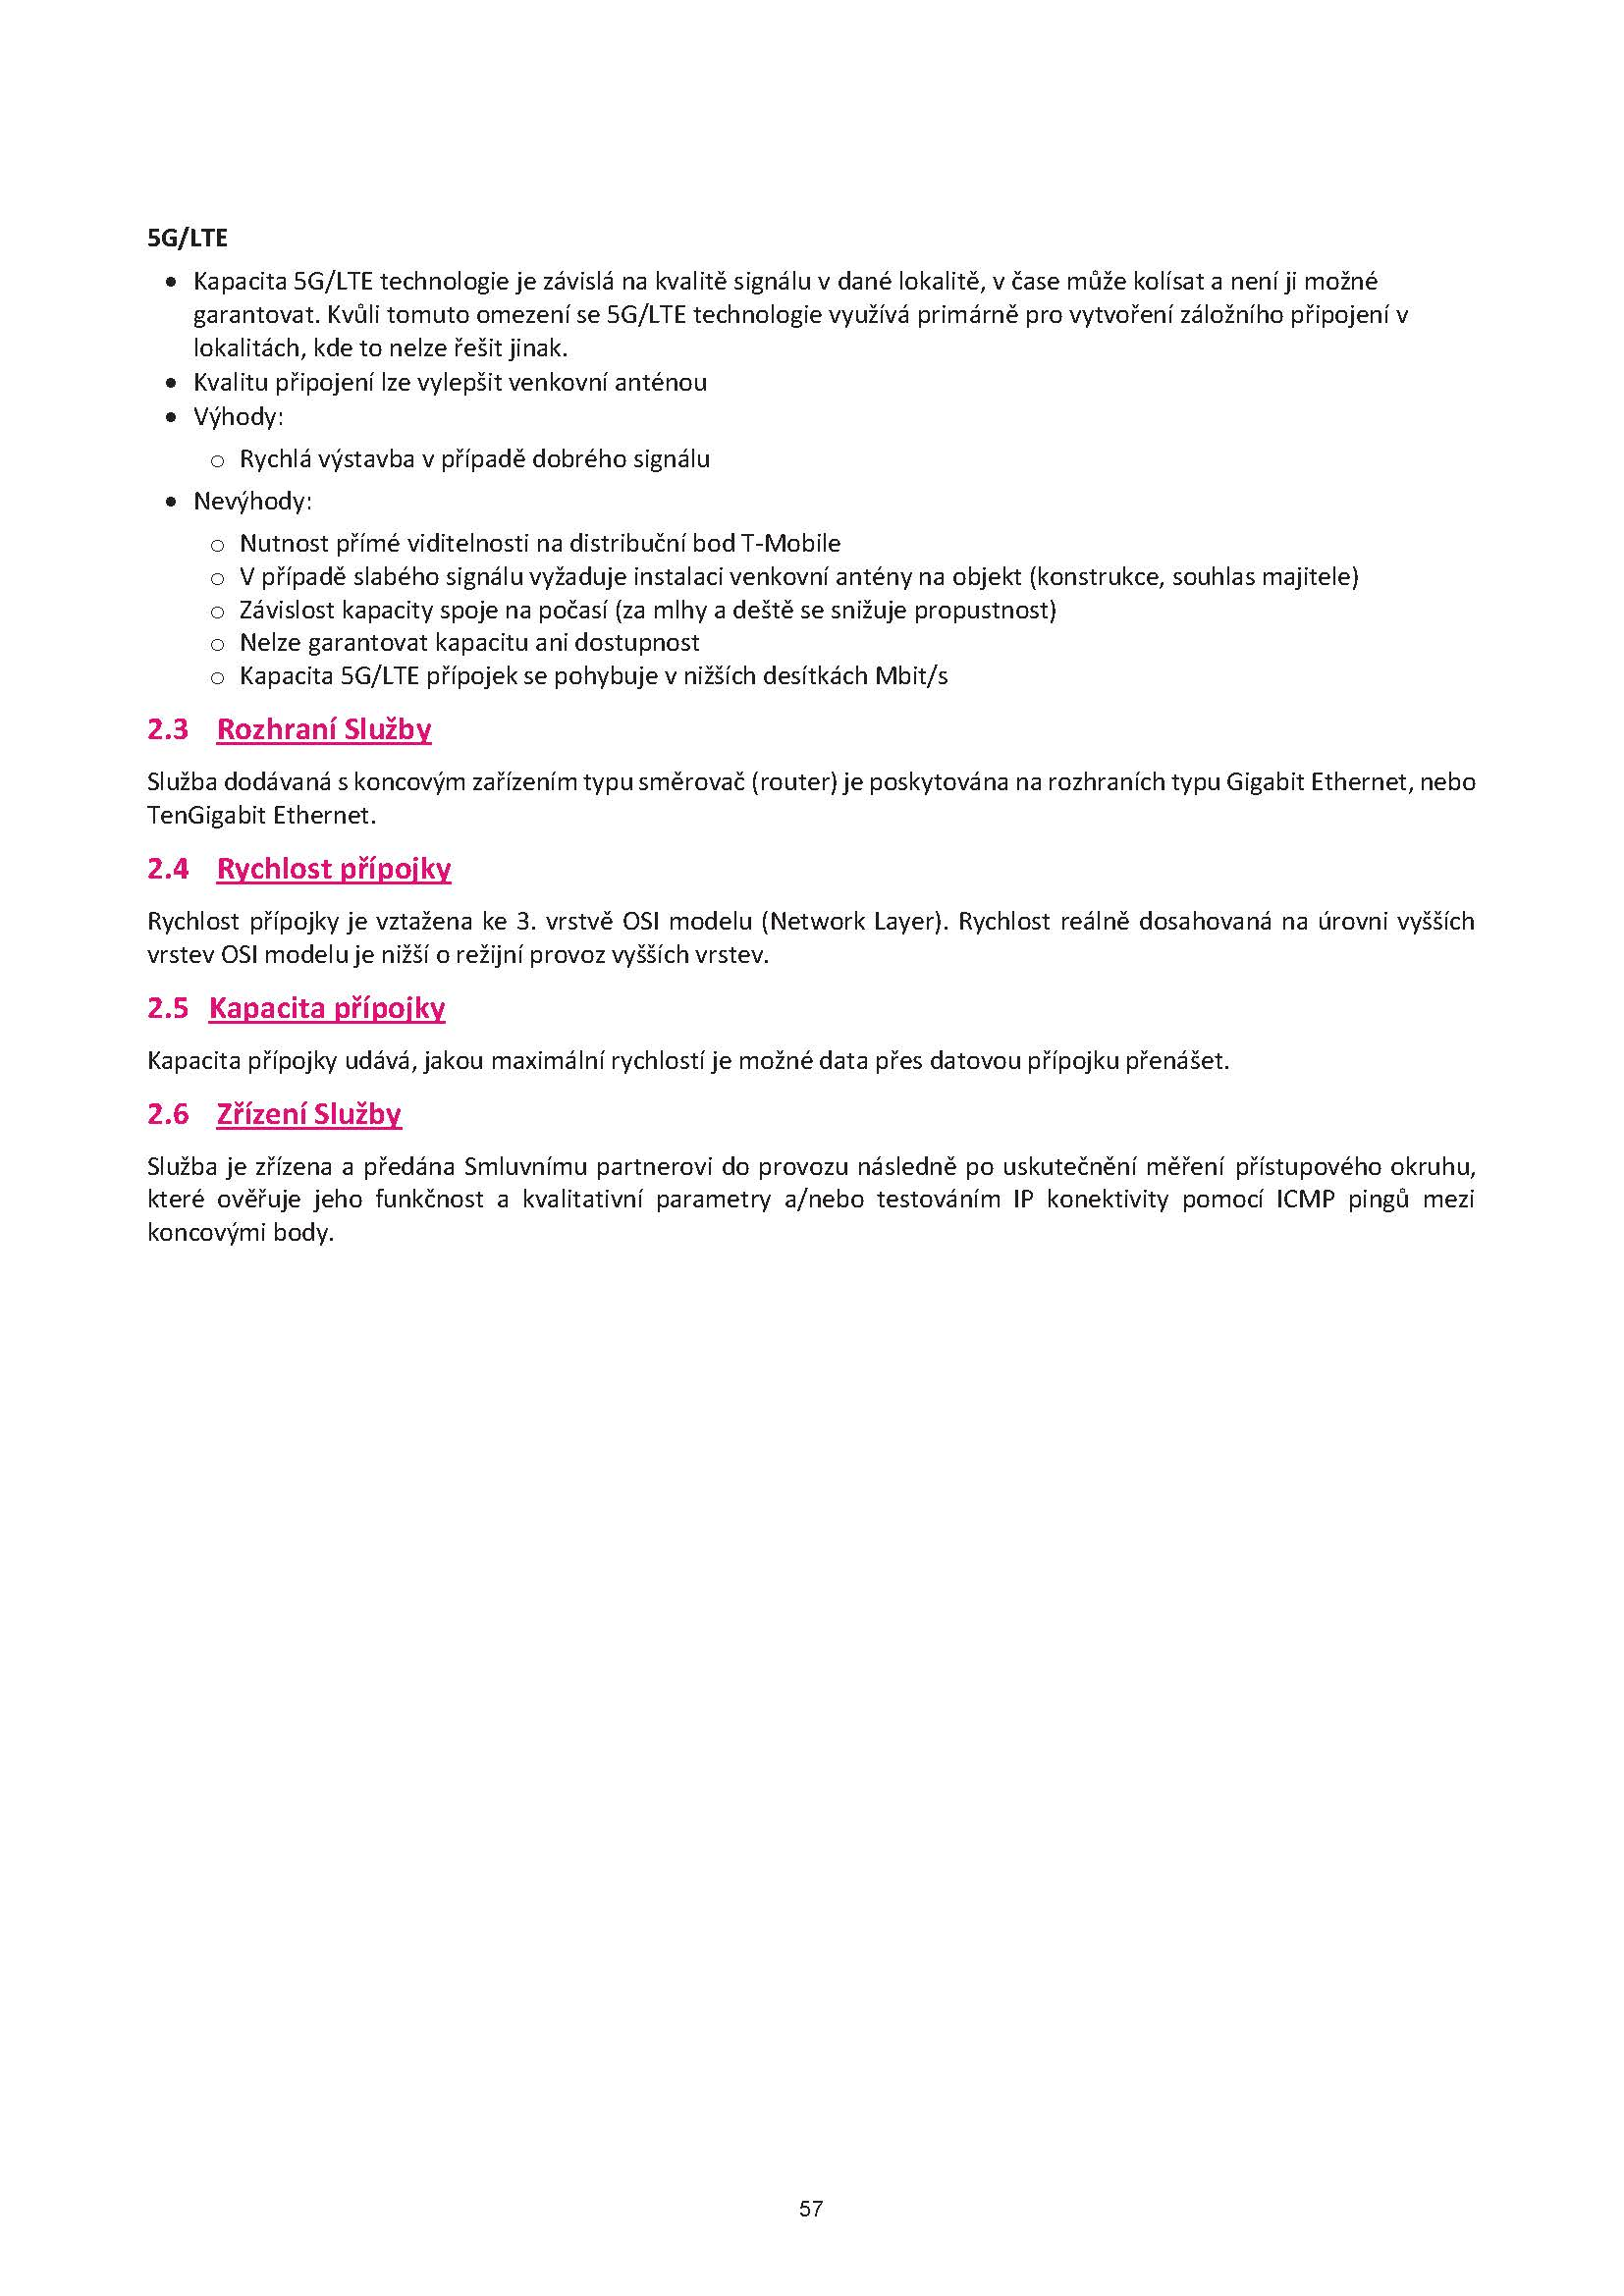 5G/LTE
• Kapacita 5G/LTE technologie je závislá na kvalitě signálu v dané lokalitě, v čase může kolísat a není ji možné
garantovat. Kvůli tomuto omezení se 5G/LTE technologie využívá primárně pro vytvoření záložního připojení v
lokalitách, kde to nelze řešit jinak.
• Kvalitu připojení lze vylepšit venkovní anténou
• Výhody:
o Rychlá výstavba v případě dobrého signálu
• Nevýhody:
o Nutnost přímé viditelnosti na distribuční bod T-Mobile
o V případě slabého signálu vyžaduje instalaci venkovní antény na objekt (konstrukce, souhlas majitele)
o Závislost kapacity spoje na počasí (za mlhy a deště se snižuje propustnost)
o Nelze garantovat kapacitu ani dostupnost
o Kapacita 5G/LTE přípojek se pohybuje v nižších desítkách Mbit/s
2.3 Rozhraní Služby
Služba dodávaná s koncovým zařízením typu směrovač (router) je poskytována na rozhraních typu Gigabit Ethernet, nebo
TenGigabit Ethernet.
2.4 Rychlost přípojky
Rychlost přípojky je vztažena ke 3. vrstvě OSI modelu (Network Layer). Rychlost reálně dosahovaná na úrovni vyšších
vrstev OSI modelu je nižší o režijní provoz vyšších vrstev.
2.5 Kapacita přípojky
Kapacita přípojky udává, jakou maximální rychlostí je možné data přes datovou přípojku přenášet.
2.6 Zřízení Služby
Služba je zřízena a předána Smluvnímu partnerovi do provozu následně po uskutečnění měření přístupového okruhu,
které ověřuje jeho funkčnost a kvalitativní parametry a/nebo testováním IP konektivity pomocí ICMP pingů mezi
koncovými body.
57